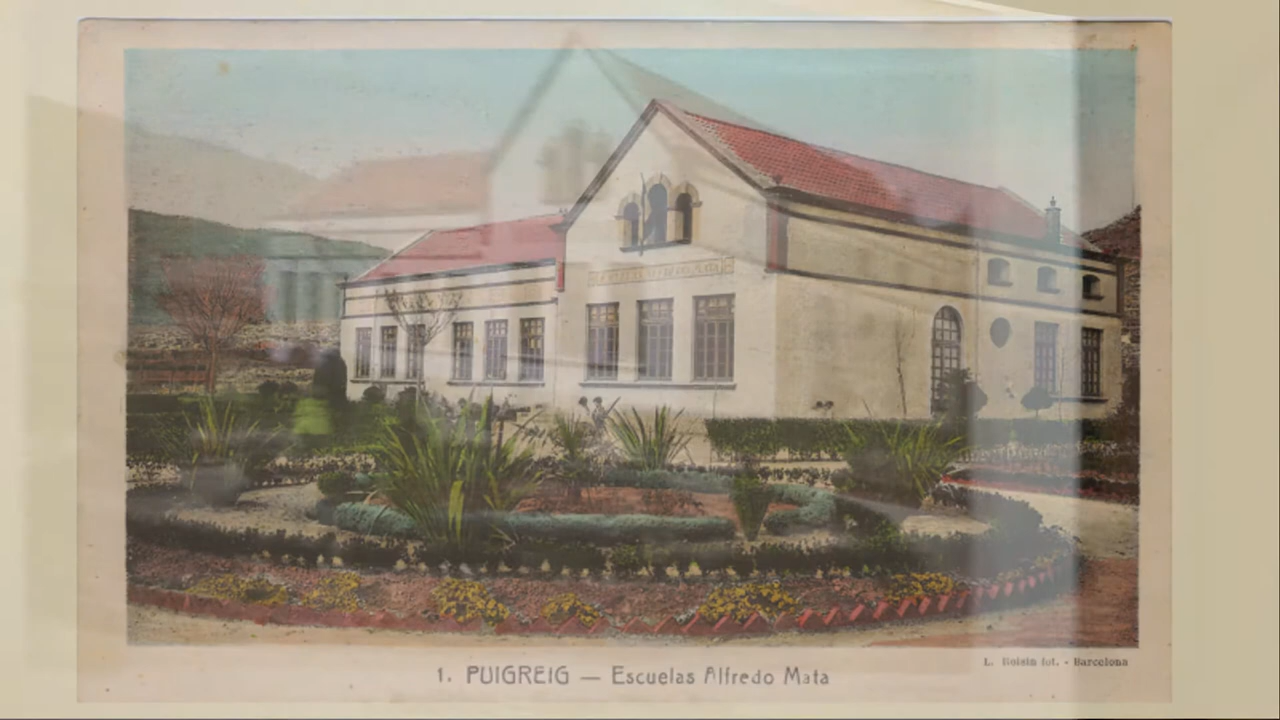 L. Roisin fot. - Barcelona
1. PUIGREIG — Escuelas Alfredo Mata